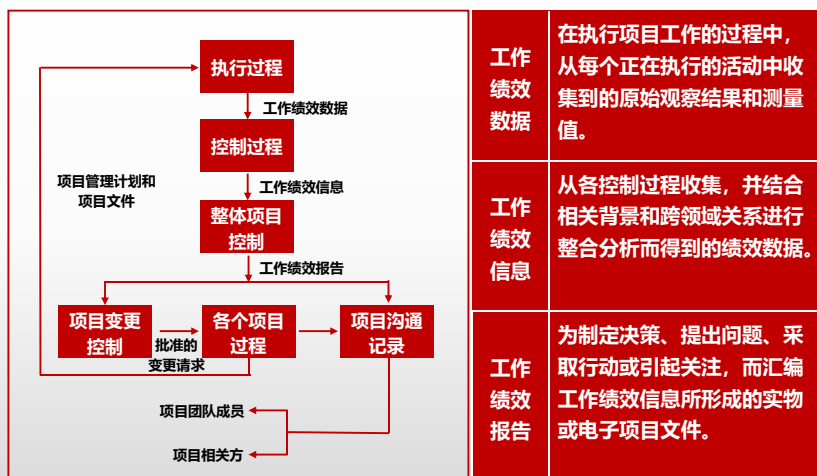 执行过程
工作绩效数据
控制过程
项目管理计划和
项目文件
工作绩效信息
整体项目
控制
工作绩效报告
项目变更
控制
批准的
变更请求
各个项目
过程
项目沟通
记录
项目团队成员
项目相关方
工作
绩效
数据
在执行项目工作的过程中，
从每个正在执行的活动中收
集到的原始观察结果和测量
值。
工作
绩效
信息
从各控制过程收集，并结合
相关背景和跨领域关系进行
整合分析而得到的绩效数据。
工作
绩效
报告
为制定决策、提出问题、采
取行动或引起关注，而汇编
工作绩效信息所形成的实物
或电子项目文件。